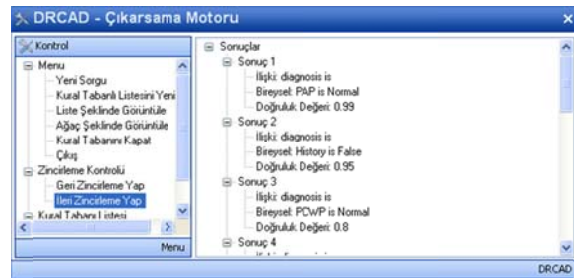 DRCAD - Çıkarsama Motoru
Kontrol
Menu
Yeni Sorgu
Kural Tabanlı Listesini Yeni
Liste Şeklinde Görüntüle
Ağaç Şeklinde Görüntüle
Kural Tabanını Kapat
Çıkış
Zincirleme Kontrolü
Geri Zincirleme Yap
İleri Zincirleme Yap
Kural Tabanı Listesi
Menu
Sonuçlar
Sonuç 1
İlişki: diagnosis is
Bireysel: PAP is Normal
Doğruluk Değeri: 0.99
Sonuç 2
İlişki: diagnosis is
Bireysel: History is False
Doğruluk Değeri: 0.95
Sonuç 3
İlişki: diagnosis is
Bireysel: PCWP is Normal
Doğruluk Değeri: 0.8
Sonuç 4
DRCAD